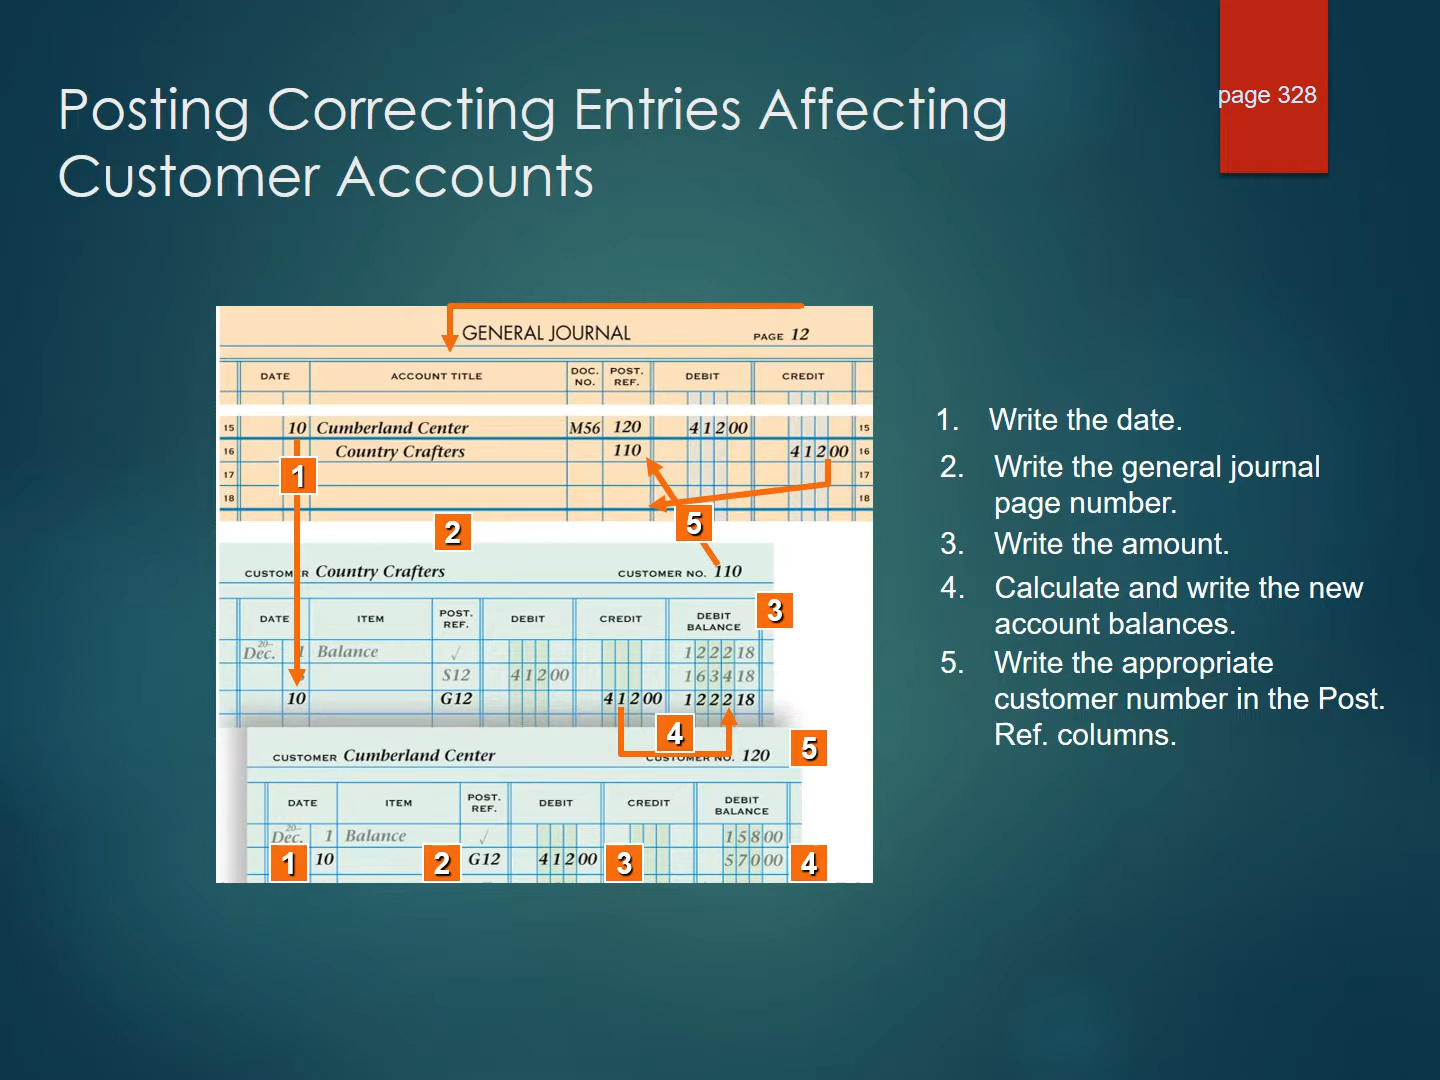 page 328
Posting Correcting Entries Affecting
Customer Accounts
GENERAL JOURNAL PAGE 12
DATE ACCOUNT TITLE DOC. NO. POST. REF. DEBIT CREDIT
15 10 Cumberland Center M56 120 412 00 15
16 Country Crafters 110 412 00 16
1
17 17
18 18
2
5
CUSTOMER Country Crafters CUSTOMER NO. 110
3
DATE ITEM POST. REF. DEBIT CREDIT DEBIT BALANCE
20–
Dec. 1 Balance ✓ 1222 18
S12 412 00 1634 18
10 G12 412 00 1222 18
4
CUSTOMER Cumberland Center CUSTOMER NO. 120
5
DATE ITEM POST. REF. DEBIT CREDIT DEBIT BALANCE
20–
Dec. 1 Balance ✓ 158 00
10 G12 412 00 570 00
1 2 3 4
1. Write the date.
2. Write the general journal
page number.
3. Write the amount.
4. Calculate and write the new
account balances.
5. Write the appropriate
customer number in the Post.
Ref. columns.